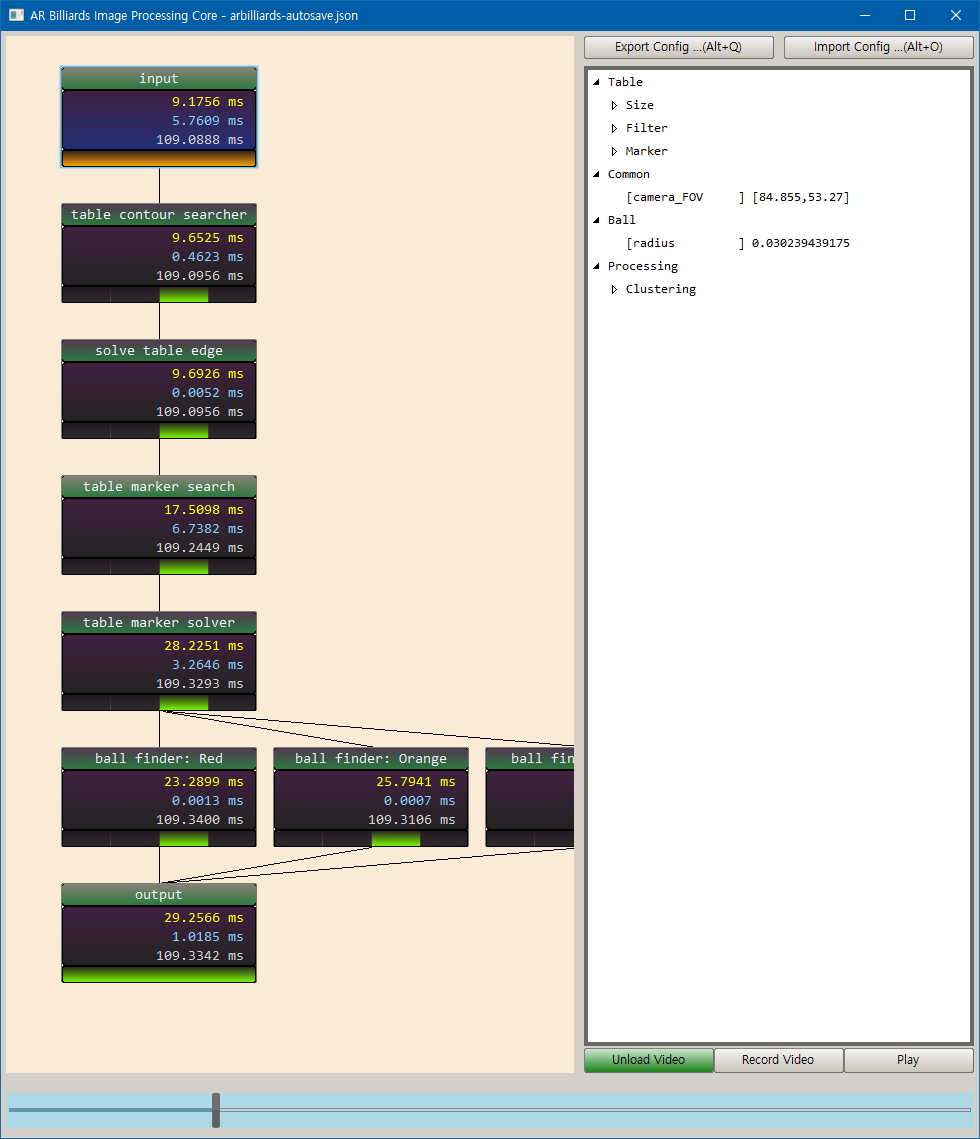 AR Billiards Image Processing Core - arbilliards-autosave.json
input
9.1756 ms
5.7609 ms
109.0888 ms
table contour searcher
9.6525 ms
0.4623 ms
109.0956 ms
solve table edge
9.6926 ms
0.0052 ms
109.0956 ms
table marker search
17.5098 ms
6.7382 ms
109.2449 ms
table marker solver
28.2251 ms
3.2646 ms
109.3293 ms
ball finder: Red
23.2899 ms
0.0013 ms
109.3400 ms
ball finder: Orange
25.7941 ms
0.0007 ms
109.3106 ms
ball fin
output
29.2566 ms
1.0185 ms
109.3342 ms
Export Config ...(Alt+Q)
Import Config ...(Alt+O)
Table
Size
Filter
Marker
Common
[camera_FOV     ] [84.855,53.27]
Ball
[radius         ] 0.030239439175
Processing
Clustering
Unload Video
Record Video
Play